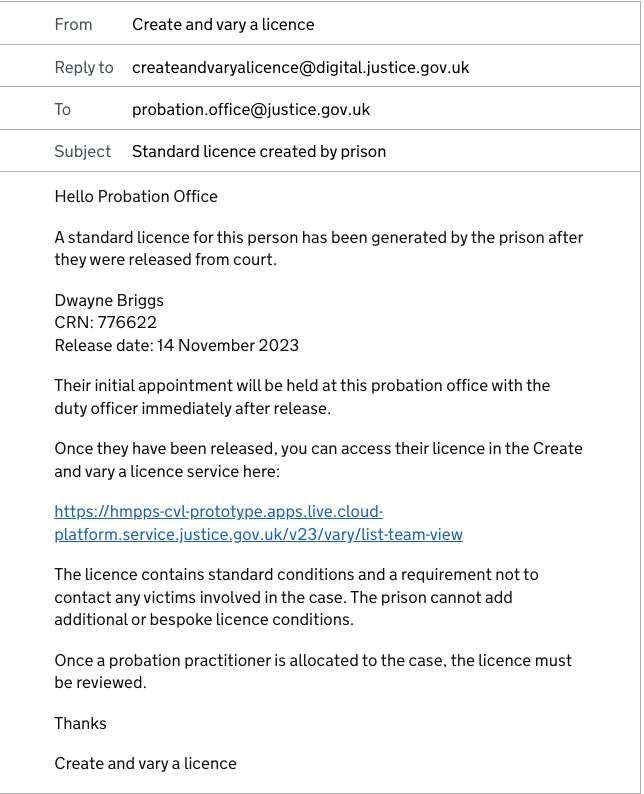 From Create and vary a licence
Reply to createandvaryalicence@digital.justice.gov.uk
To probation.office@justice.gov.uk
Subject Standard licence created by prison
Hello Probation Office
A standard licence for this person has been generated by the prison after
they were released from court.
Dwayne Briggs
CRN: 776622
Release date: 14 November 2023
Their initial appointment will be held at this probation office with the
duty officer immediately after release.
Once they have been released, you can access their licence in the Create
and vary a licence service here:
https://hmpps-cvl-prototype.apps.live.cloud-
platform.service.justice.gov.uk/v23/vary/list-team-view
The licence contains standard conditions and a requirement not to
contact any victims involved in the case. The prison cannot add
additional or bespoke licence conditions.
Once a probation practitioner is allocated to the case, the licence must
be reviewed.
Thanks
Create and vary a licence